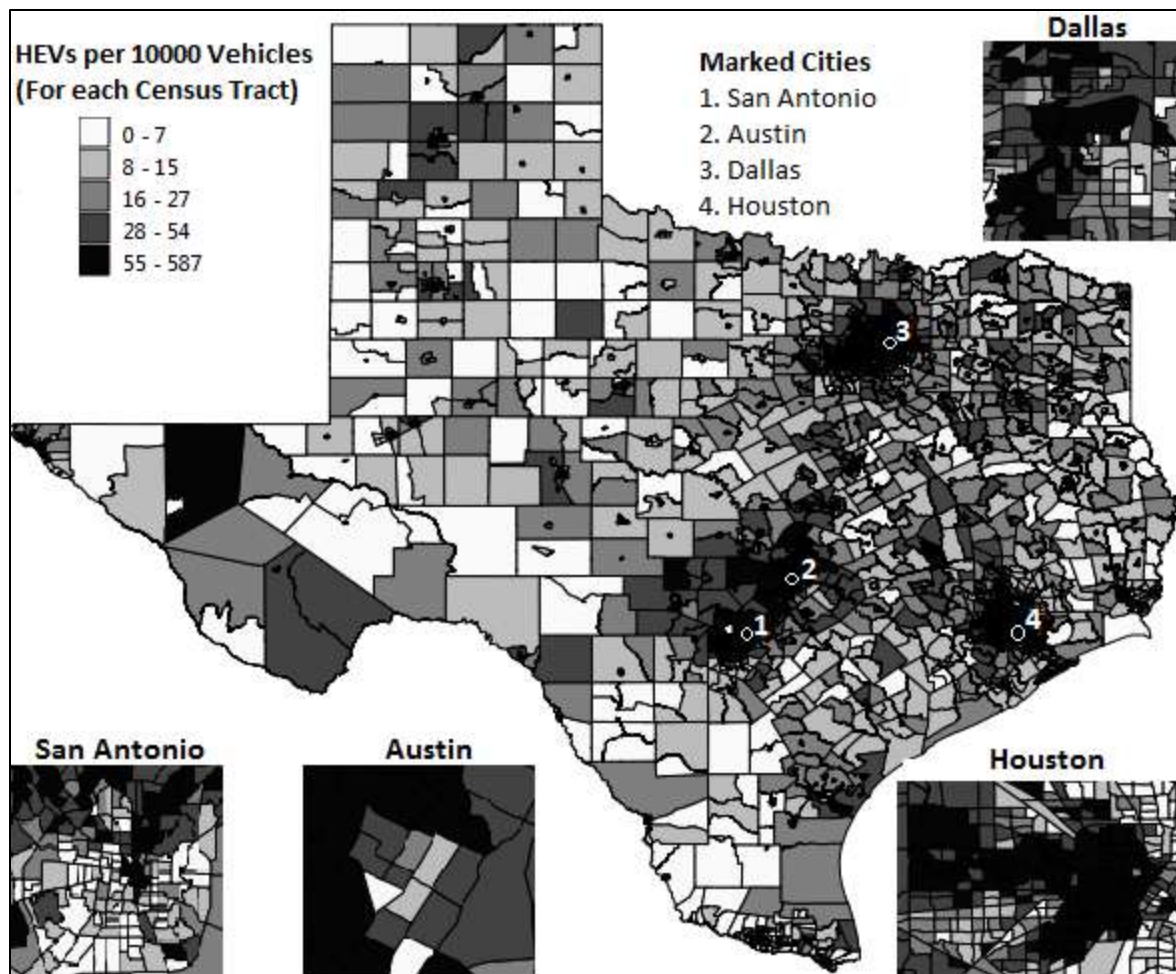 HEVs per 10000 Vehicles
(For each Census Tract)
0 - 7
8 - 15
16 - 27
28 - 54
55 - 587
Marked Cities
1. San Antonio
2. Austin
3. Dallas
4. Houston
Dallas
3
2
1
4
San Antonio
Austin
Houston